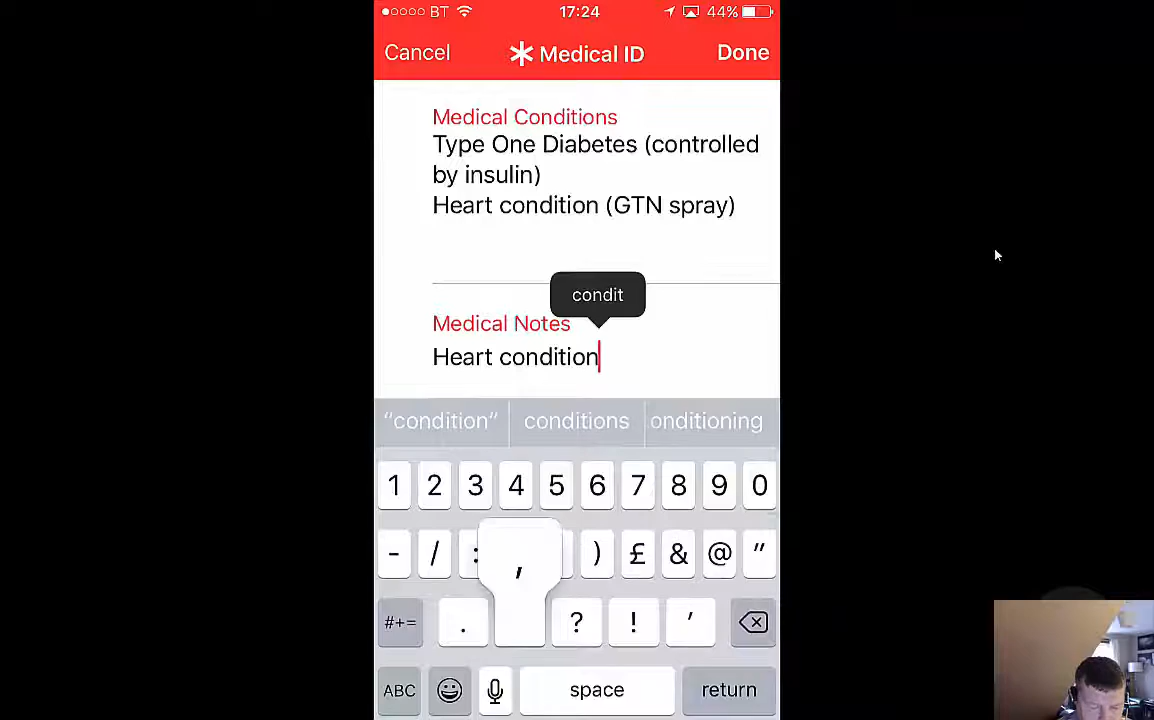 BT 17:24 44%
Cancel Medical ID Done
Medical Conditions
Type One Diabetes (controlled
by insulin)
Heart condition (GTN spray)
condit
Medical Notes
Heart condition
“condition” conditions onditioning
1 2 3 4 5 6 7 8 9 0
- / : , ) £ & @ "
#+= . ? ! ’
ABC space return